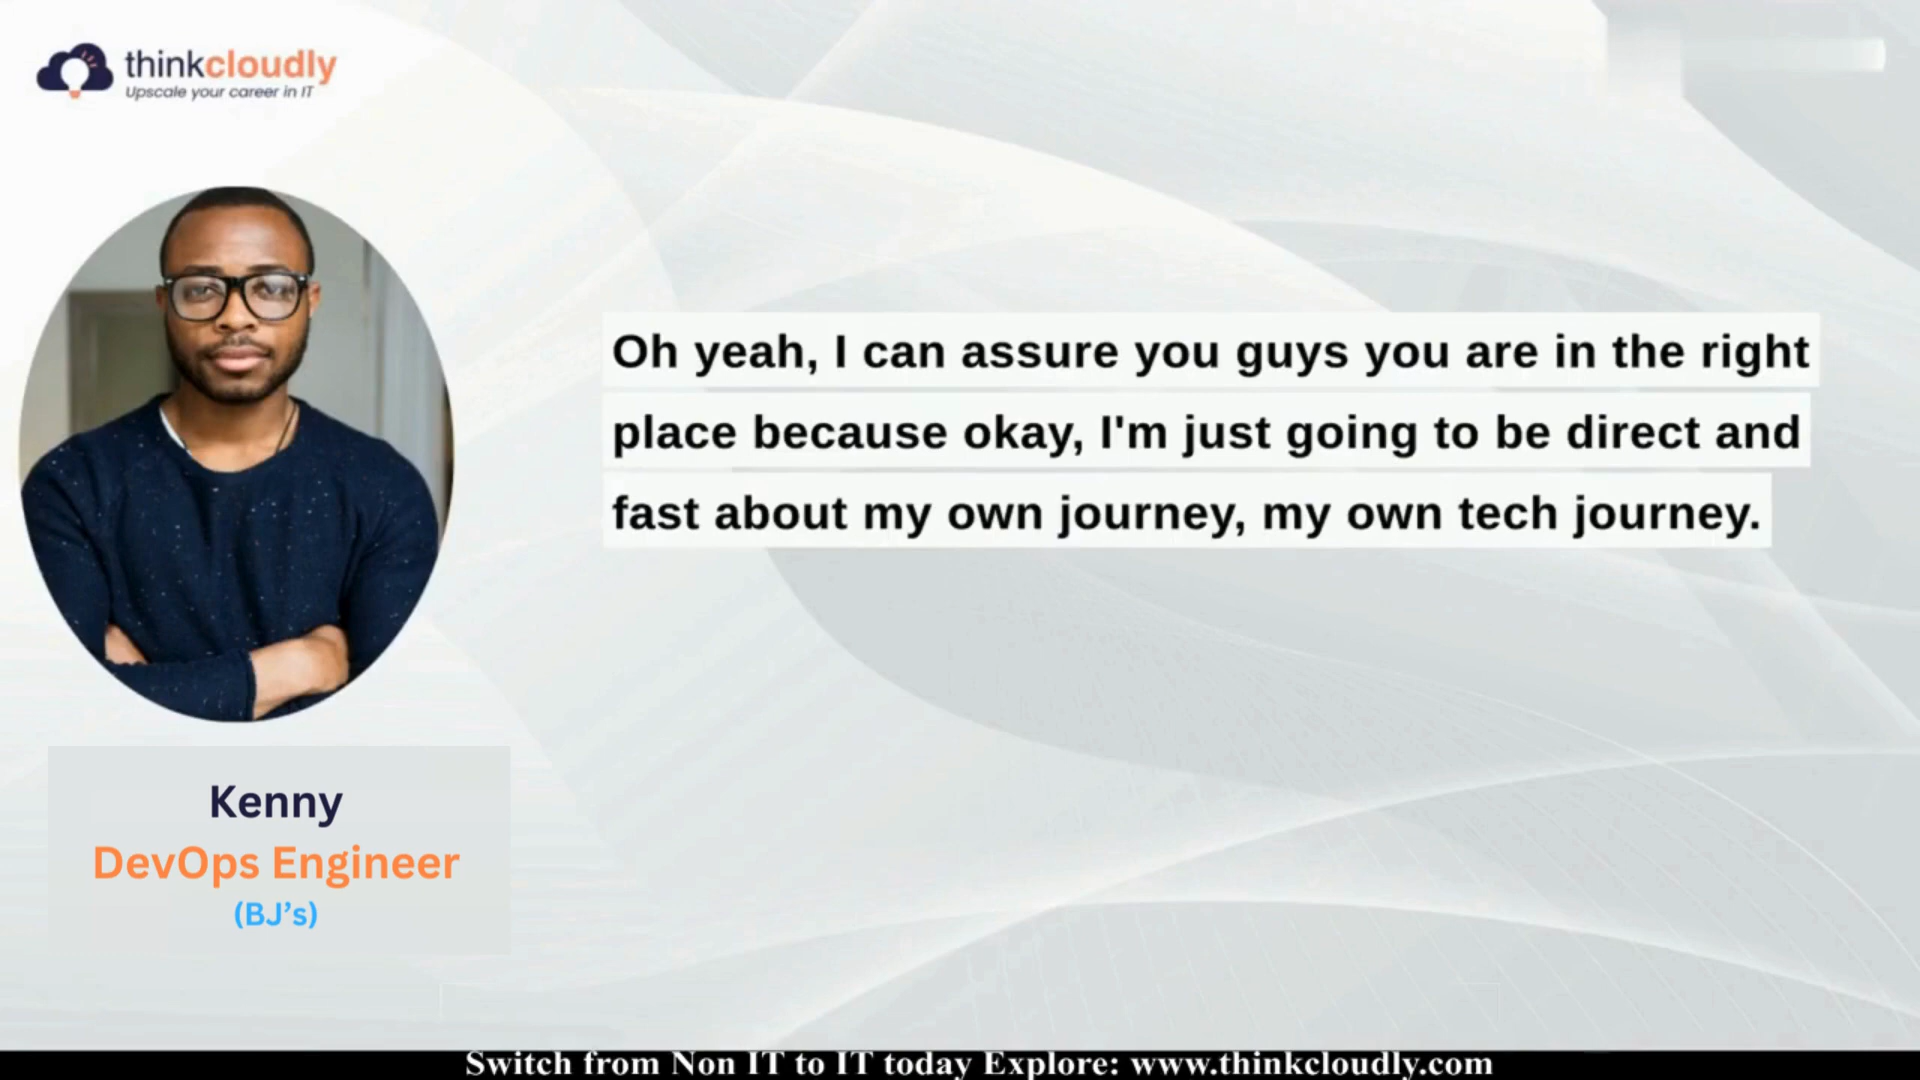 thinkcloudly
Upscale your career in IT
Oh yeah, I can assure you guys you are in the right
place because okay, I'm just going to be direct and
fast about my own journey, my own tech journey.
Kenny
DevOps Engineer
(BJ’s)
Switch from Non IT to IT today Explore: www.thinkcloudly.com